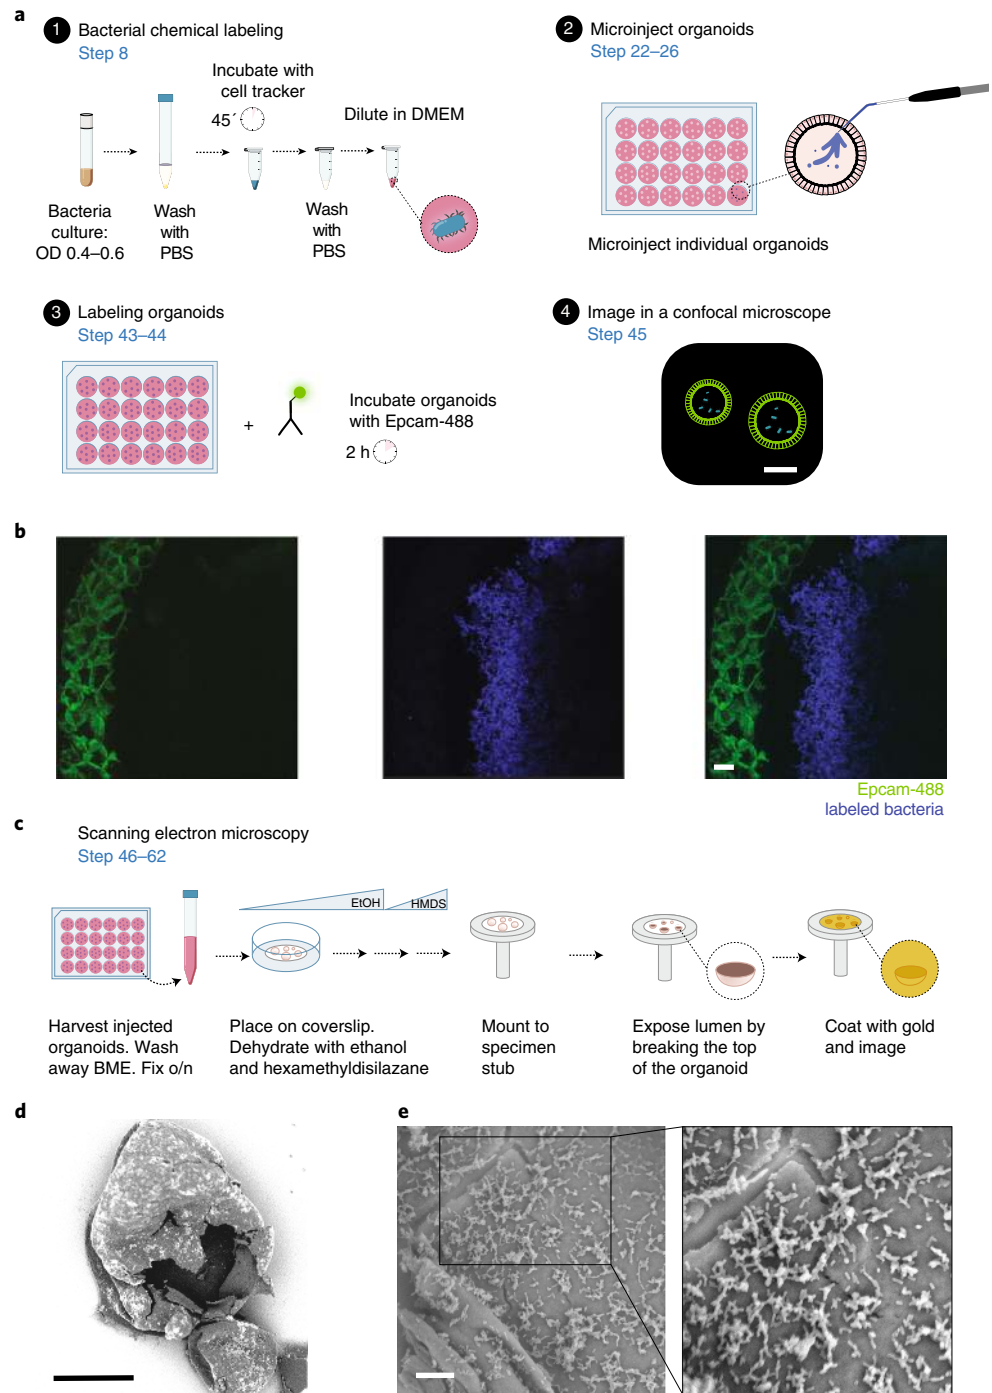 a
1 Bacterial chemical labeling
Step 8
Incubate with
cell tracker
45´
Dilute in DMEM
Bacteria
culture:
OD 0.4–0.6
Wash
with
PBS
Wash
with
PBS
2 Microinject organoids
Step 22–26
Microinject individual organoids
3 Labeling organoids
Step 43–44
+
Incubate organoids
with Epcam-488
2 h
4 Image in a confocal microscope
Step 45
b
Epcam-488
labeled bacteria
c
Scanning electron microscopy
Step 46–62
EtOH
HMDS
Harvest injected
organoids. Wash
away BME. Fix o/n
Place on coverslip.
Dehydrate with ethanol
and hexamethyldisilazane
Mount to
specimen
stub
Expose lumen by
breaking the top
of the organoid
Coat with gold
and image
d
e